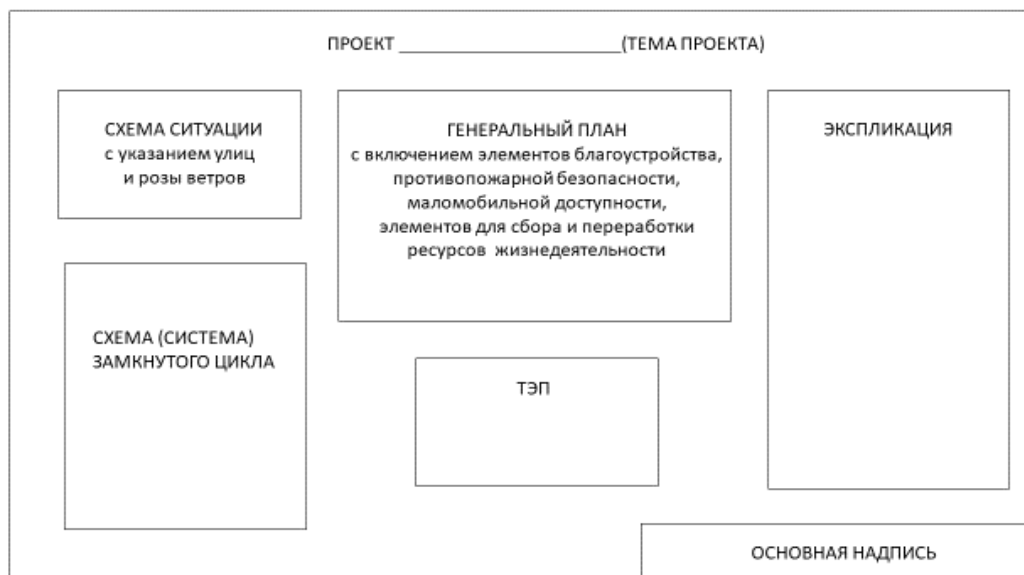 ПРОЕКТ ________________________(ТЕМА ПРОЕКТА)
СХЕМА СИТУАЦИИ
с указанием улиц
и розы ветров
ГЕНЕРАЛЬНЫЙ ПЛАН
с включением элементов благоустройства,
противопожарной безопасности,
маломобильной доступности,
элементов для сбора и переработки
ресурсов жизнедеятельности
ЭКСПЛИКАЦИЯ
СХЕМА (СИСТЕМА)
ЗАМКНУТОГО ЦИКЛА
ТЭП
ОСНОВНАЯ НАДПИСЬ